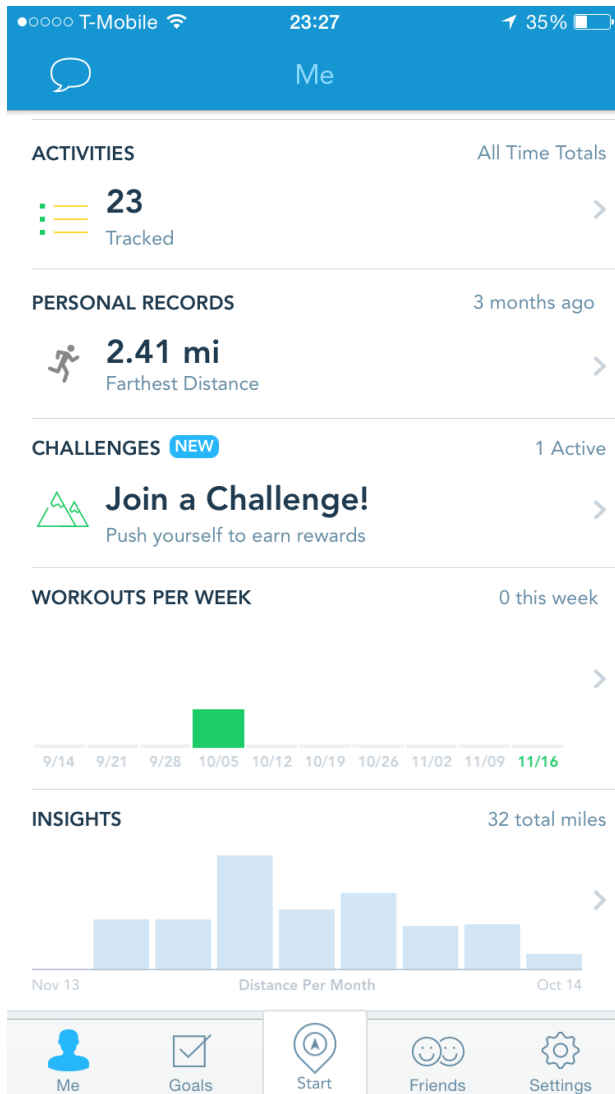 T-Mobile 23:27 35%
Me
ACTIVITIES All Time Totals
23
Tracked
PERSONAL RECORDS 3 months ago
2.41 mi
Farthest Distance
CHALLENGES NEW 1 Active
Join a Challenge!
Push yourself to earn rewards
WORKOUTS PER WEEK 0 this week
9/14 9/21 9/28 10/05 10/12 10/19 10/26 11/02 11/09 11/16
INSIGHTS 32 total miles
Nov 13 Distance Per Month Oct 14
Me Goals Start Friends Settings